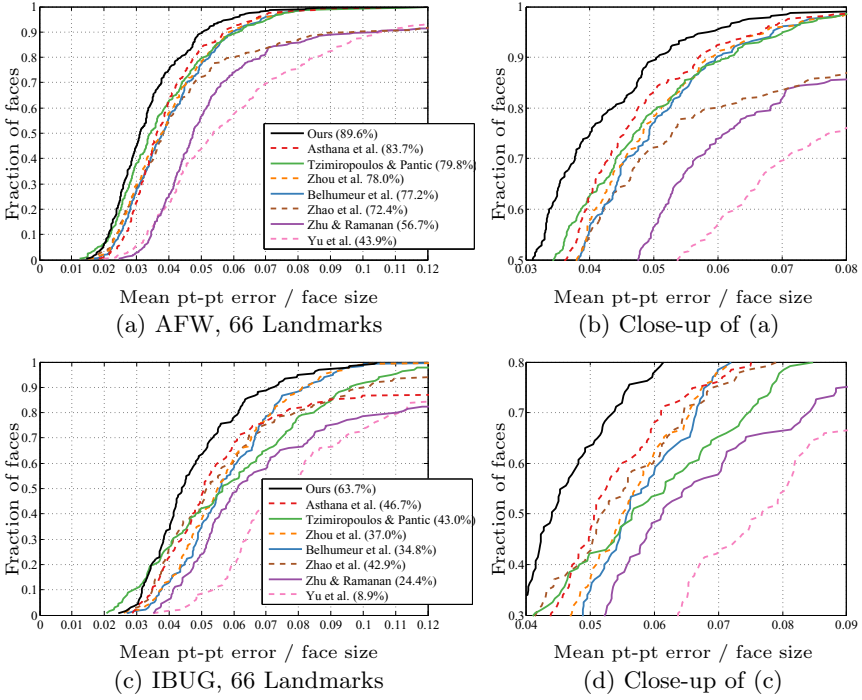 1
0.9
0.8
0.7
0.6
0.5
0.4
0.3
0.2
0.1
0
Fraction of faces
Ours (89.6%)
Asthana et al. (83.7%)
Tzimiropoulos & Pantic (79.8%)
Zhou et al. 78.0%)
Belhumeur et al. (77.2%)
Zhao et al. (72.4%)
Zhu & Ramanan (56.7%)
Yu et al. (43.9%)
0 0.01 0.02 0.03 0.04 0.05 0.06 0.07 0.08 0.09 0.1 0.11 0.12
Mean pt-pt error / face size
(a) AFW, 66 Landmarks
1
0.9
0.8
0.7
0.6
0.5
Fraction of faces
0.03 0.04 0.05 0.06 0.07 0.08
Mean pt-pt error / face size
(b) Close-up of (a)
1
0.9
0.8
0.7
0.6
0.5
0.4
0.3
0.2
0.1
0
Fraction of faces
Ours (63.7%)
Asthana et al. (46.7%)
Tzimiropoulos & Pantic (43.0%)
Zhou et al. (37.0%)
Belhumeur et al. (34.8%)
Zhao et al. (42.9%)
Zhu & Ramanan (24.4%)
Yu et al. (8.9%)
0 0.01 0.02 0.03 0.04 0.05 0.06 0.07 0.08 0.09 0.1 0.11 0.12
Mean pt-pt error / face size
(c) IBUG, 66 Landmarks
0.8
0.7
0.6
0.5
0.4
0.3
Fraction of faces
0.04 0.05 0.06 0.07 0.08 0.09
Mean pt-pt error / face size
(d) Close-up of (c)